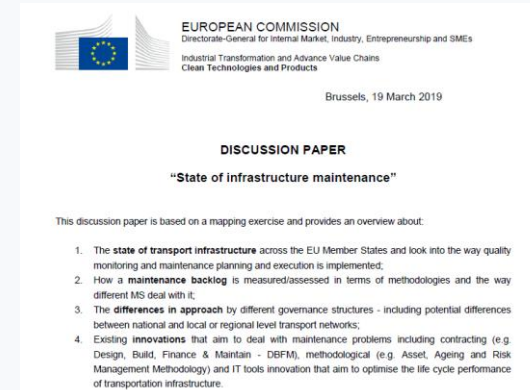 EUROPEAN COMMISSION
Directorate-General for Internal Market, Industry, Entrepreneurship and SMEs
Industrial Transformation and Advance Value Chains
Clean Technologies and Products
Brussels, 19 March 2019
DISCUSSION PAPER
“State of infrastructure maintenance”
This discussion paper is based on a mapping exercise and provides an overview about:
1. The state of transport infrastructure across the EU Member States and look into the way quality
monitoring and maintenance planning and execution is implemented;
2. How a maintenance backlog is measured/assessed in terms of methodologies and the way
different MS deal with it;
3. The differences in approach by different governance structures - including potential differences
between national and local or regional level transport networks;
4. Existing innovations that aim to deal with maintenance problems including contracting (e.g.
Design, Build, Finance & Maintain - DBFM), methodological (e.g. Asset, Ageing and Risk
Management Methodology) and IT tools innovation that aim to optimise the life cycle performance
of transportation infrastructure.